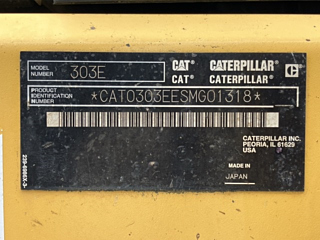 MODEL NUMBER 303E
CAT CATERPILLAR
CAT® CATERPILLAR®
C
PRODUCT IDENTIFICATION NUMBER *CAT0303EESMG01318*
CATERPILLAR INC.
PEORIA, IL 61629
USA
MADE IN
JAPAN